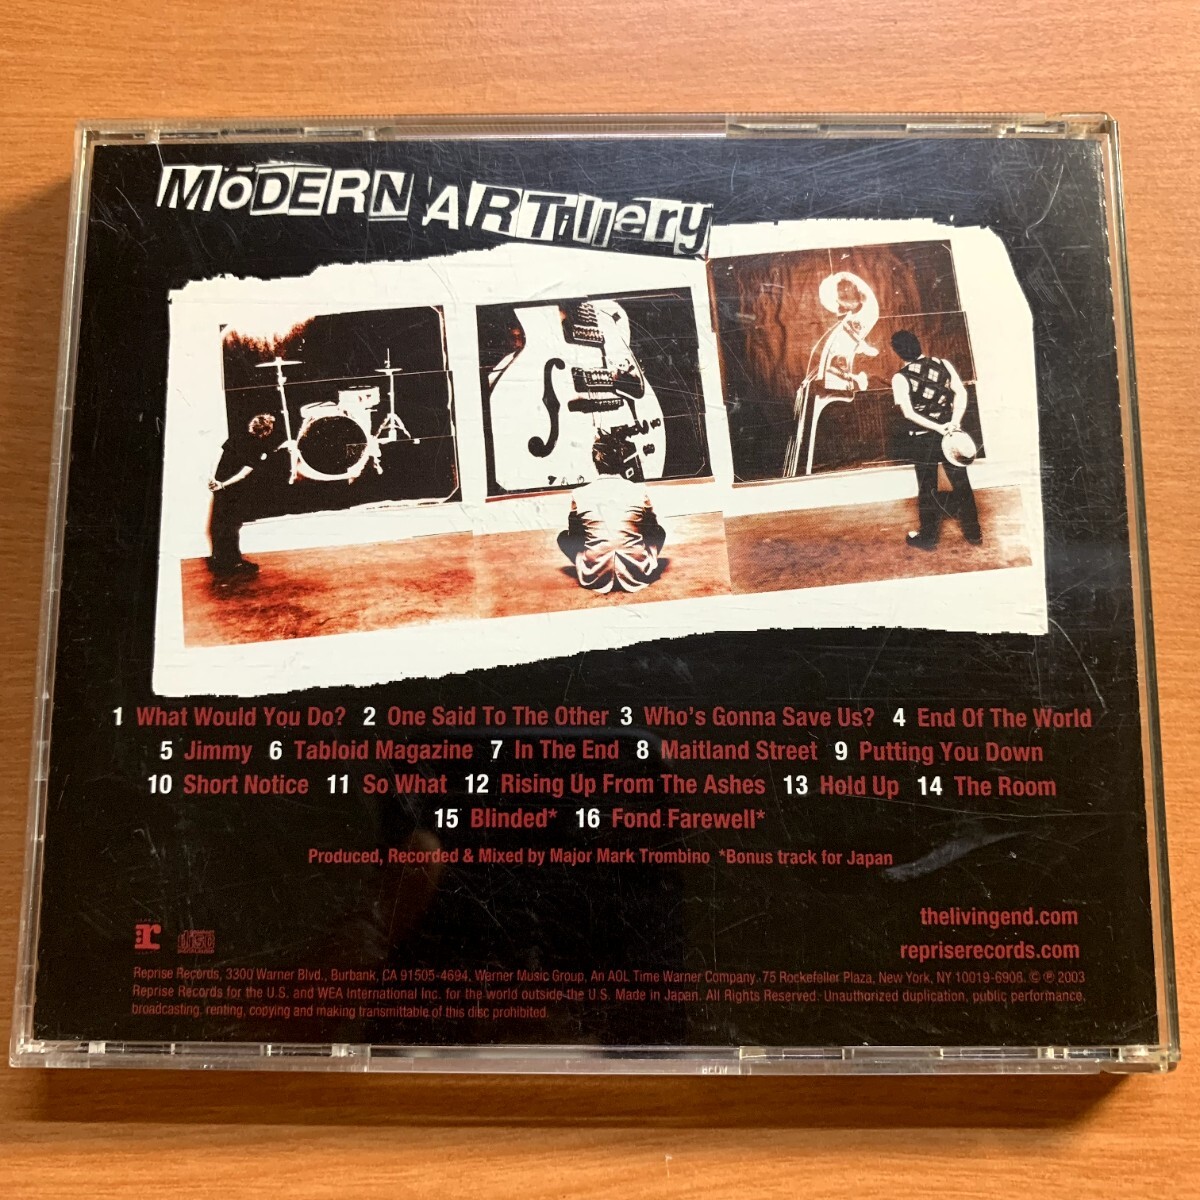 MODERN ARTillery
1 What Would You Do? 2 One Said To The Other 3 Who's Gonna Save Us? 4 End Of The World
5 Jimmy 6 Tabloid Magazine 7 In The End 8 Maitland Street 9 Putting You Down
10 Short Notice 11 So What 12 Rising Up From The Ashes 13 Hold Up 14 The Room
15 Blinded* 16 Fond Farewell*
Produced, Recorded & Mixed by Major Mark Trombino *Bonus track for Japan
thelivingend.com
repriserecords.com
r
disc
Reprise Records, 3300 Warner Blvd., Burbank, CA 91505-4694, Warner Music Group, An AOL Time Warner Company. 75 Rockefeller Plaza, New York, NY 10019-6908. © ℗ 2003
Reprise Records for the U.S. and WEA International Inc. for the world outside the U.S. Made in Japan. All Rights Reserved. Unauthorized duplication, public performance,
broadcasting, renting, copying and making transmittable of this disc prohibited.